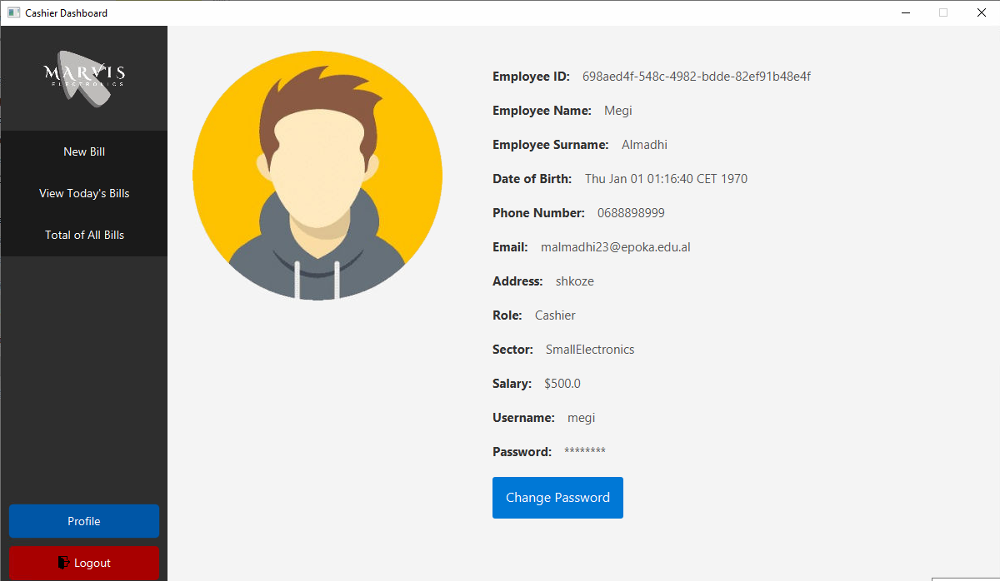 Cashier Dashboard
MARVIS
ELECTRONICS
New Bill
View Today's Bills
Total of All Bills
Profile
Logout
Employee ID: 698aed4f-548c-4982-bdde-82ef91b48e4f
Employee Name: Megi
Employee Surname: Almadhi
Date of Birth: Thu Jan 01 01:16:40 CET 1970
Phone Number: 0688898999
Email: malmadhi23@epoka.edu.al
Address: shkoze
Role: Cashier
Sector: SmallElectronics
Salary: $500.0
Username: megi
Password: ********
Change Password